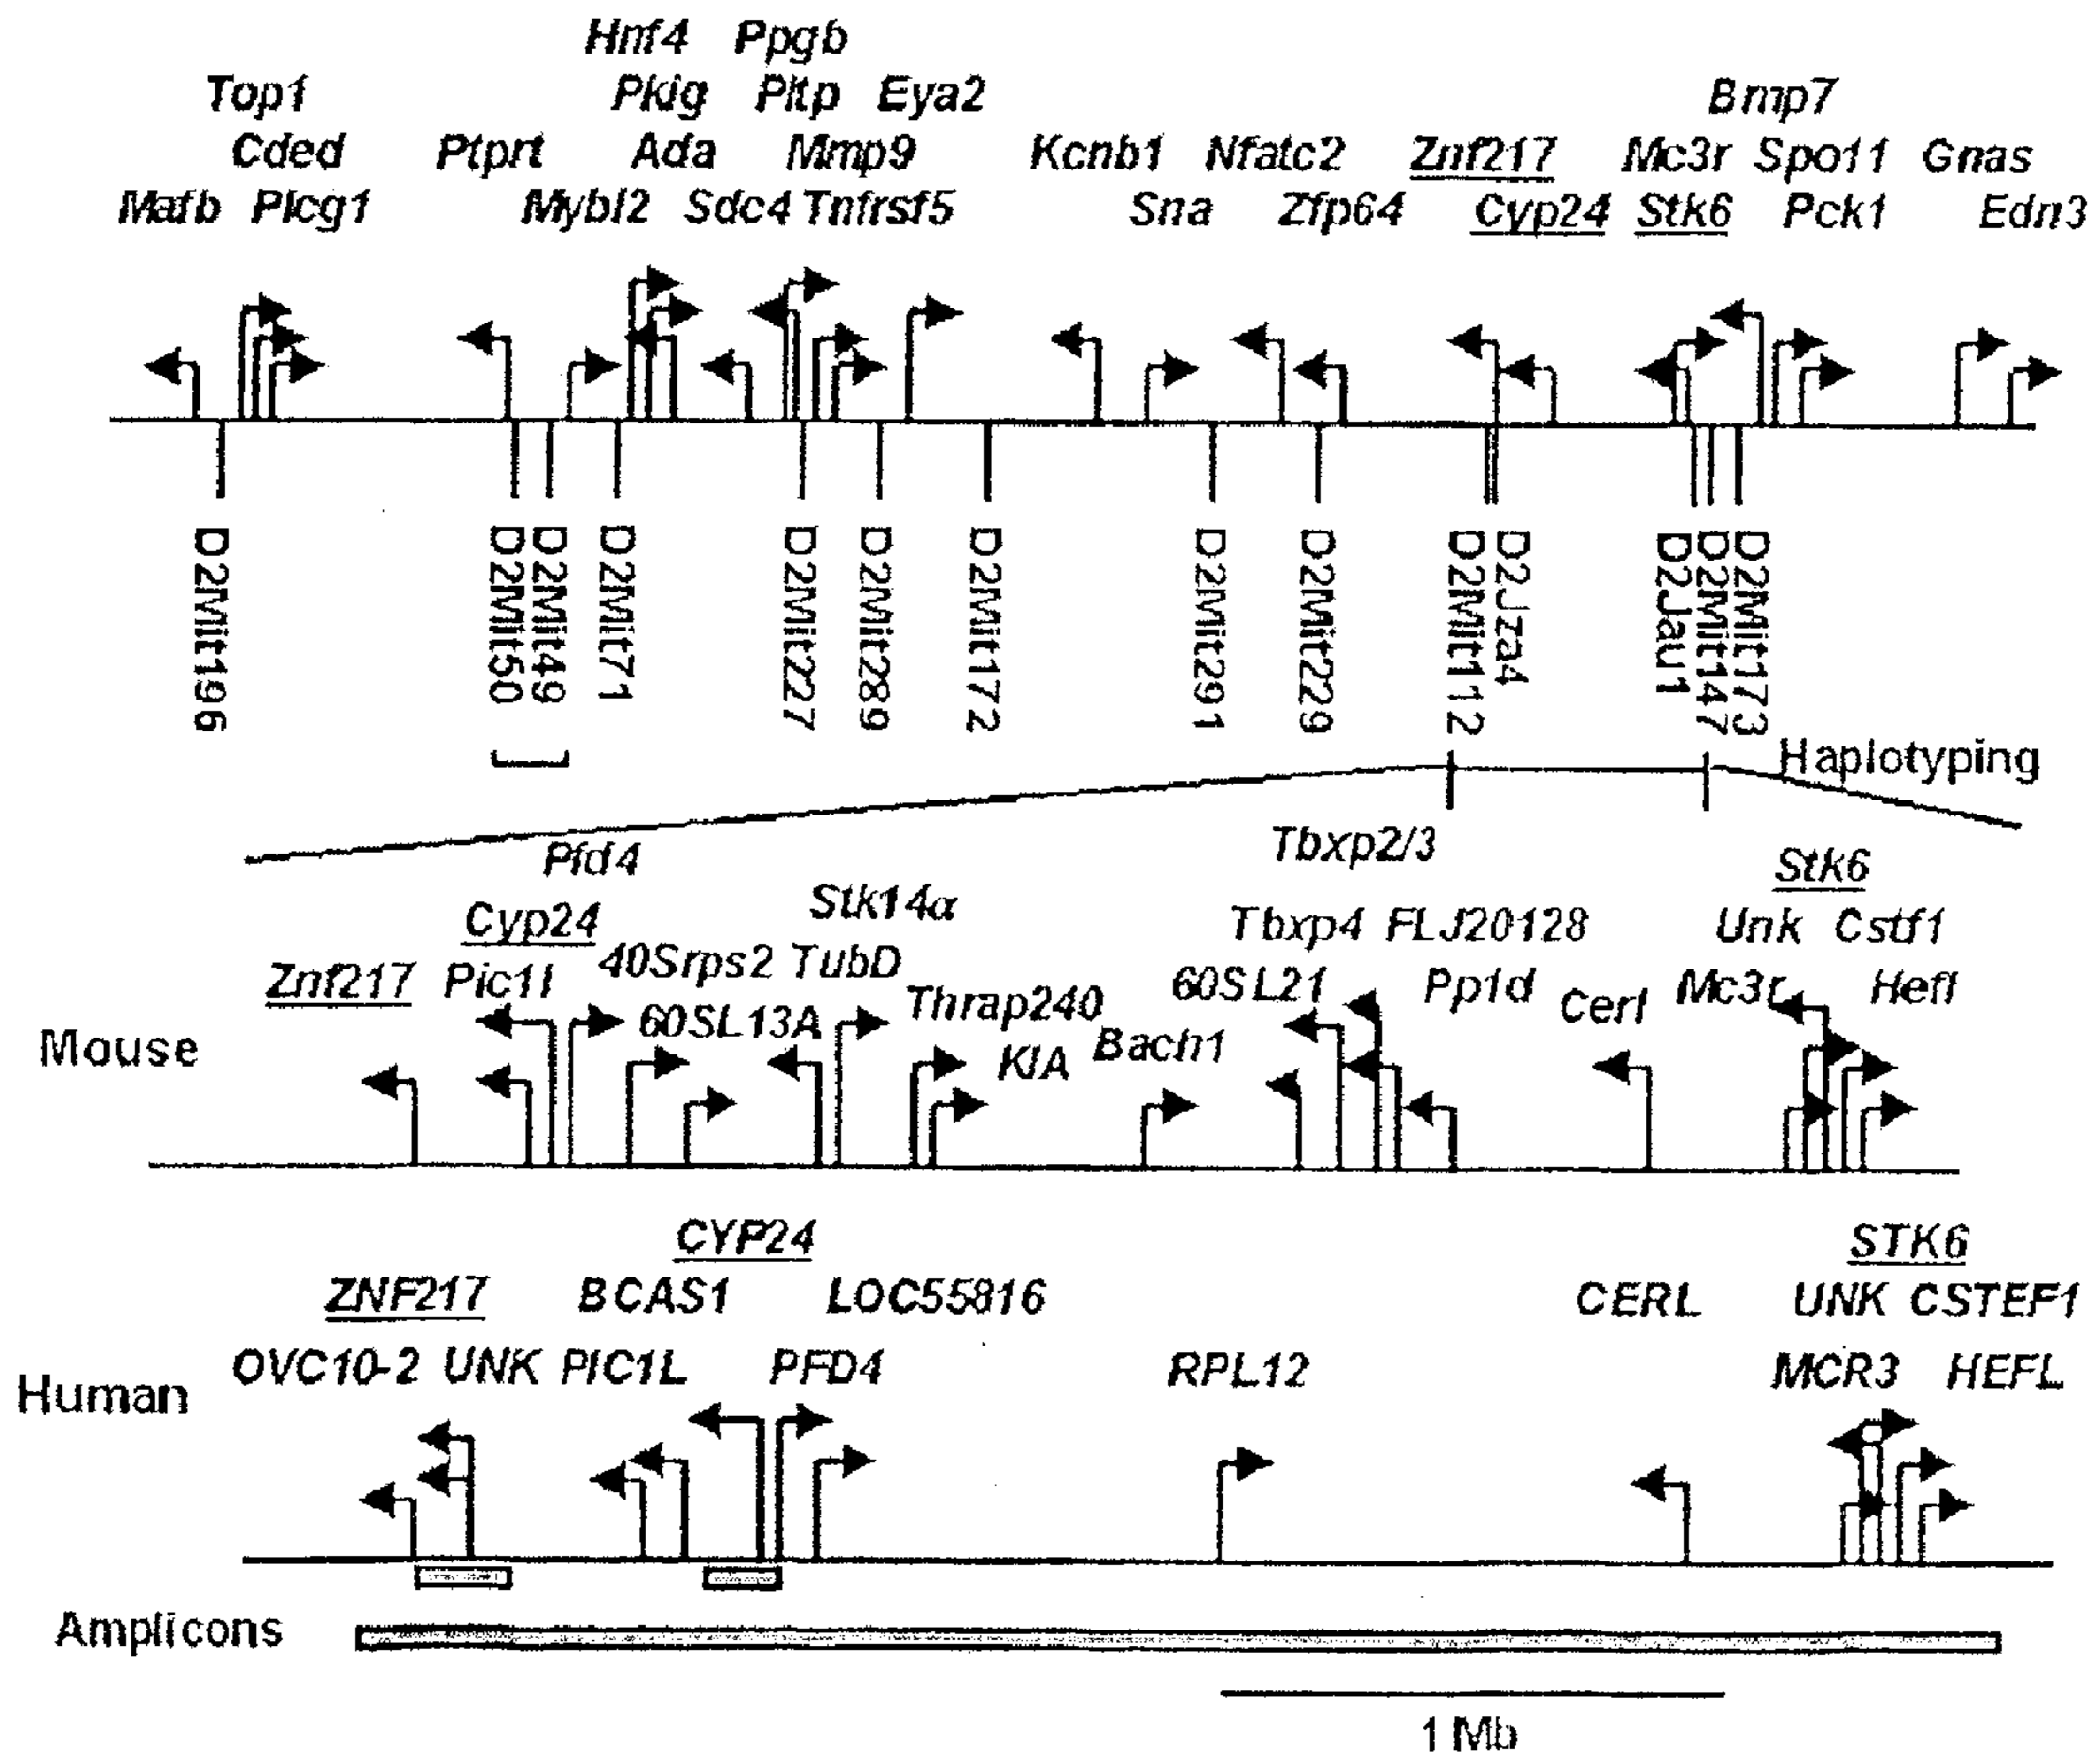 Hnf4 Ppgb
Top1 Pkig Pltp Eya2 Bmp7
Cded Ptprt Ada Mmp9 Kcnb1 Nfatc2 Znf217 Mc3r Spo11 Gnas
Mafb Plcg1 Mybl2 Sdc4 Tnfrsf5 Sna Zfp64 Cyp24 Stk6 Pck1 Edn3
D2Mit196 D2Mit50 D2Mit49 D2Mit71 D2Mit227 D2Mit289 D2Mit172 D2Mit291 D2Mit229 D2Mit112 D2Jza4 D2Jau1 D2Mit147 D2Mit173
Haplotyping
Pfd4 Tbxp2/3 Stk6
Cyp24 Stk14α Tbxp4 FLJ20128 Unk Cstf1
Znf217 Pic1l 40Srps2 TubD 60SL21 Pp1d Cerl Mc3r Hefl
60SL13A Thrap240
Mouse KIA Bach1
CYP24 STK6
ZNF217 BCAS1 LOC55816 CERL UNK CSTEF1
Human OVC10-2 UNK PIC1L PFD4 RPL12 MCR3 HEFL
Amplicons
1 Mb